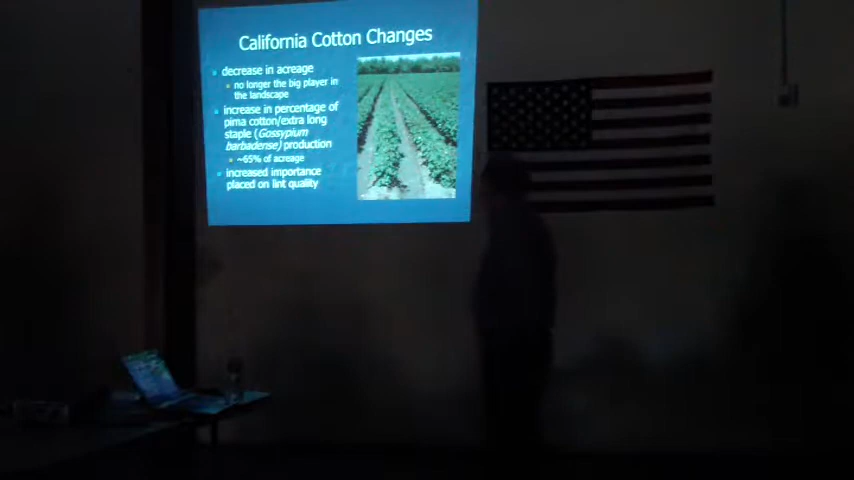 California Cotton Changes
decrease in acreage
no longer the big player in
the landscape
increase in percentage of
pima cotton/extra long
staple (Gossypium
barbadense) production
~65% of acreage
increased importance
placed on lint quality